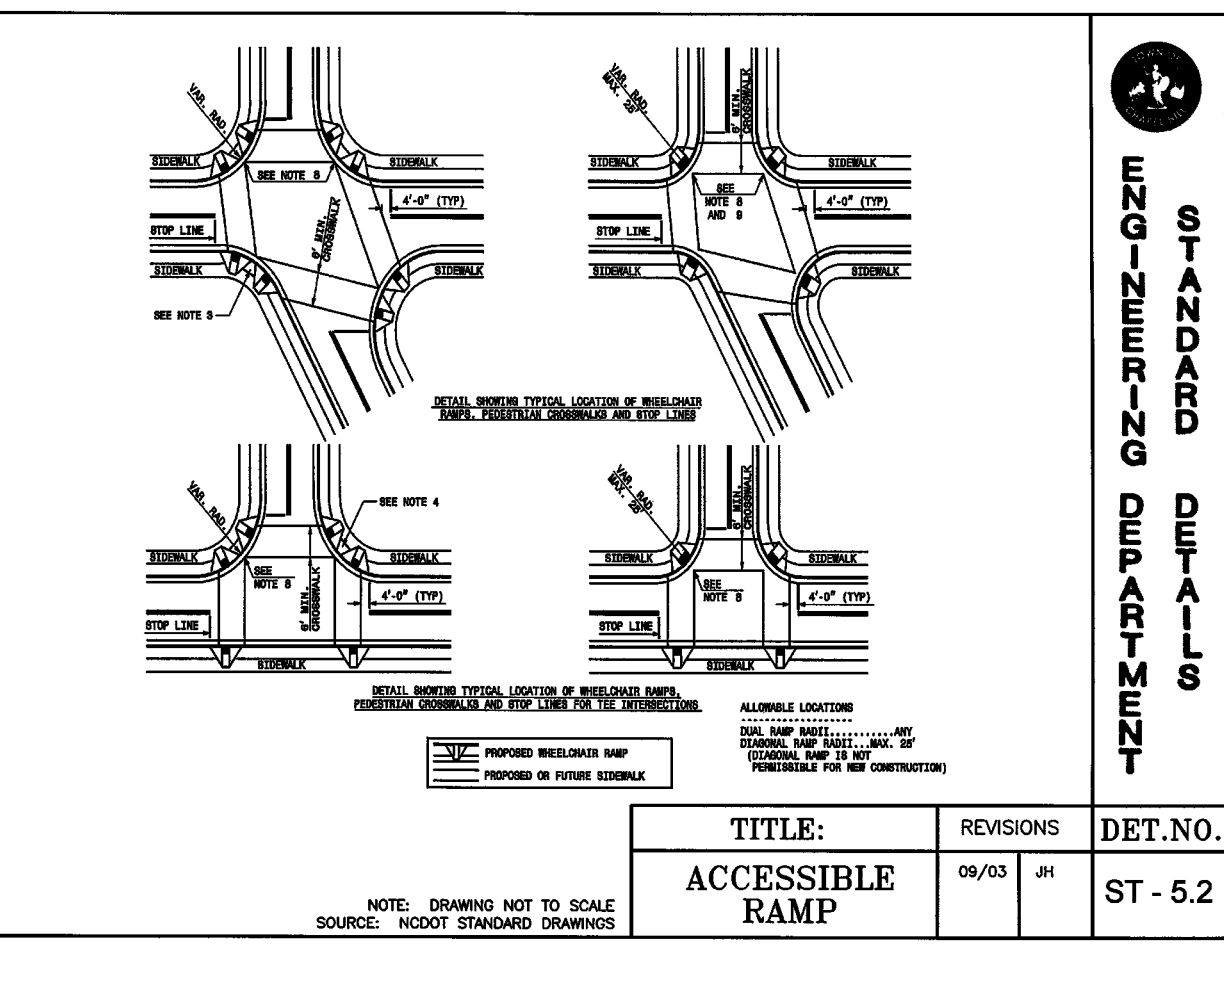 VAR. RAD.
SIDEWALK
SIDEWALK
SEE NOTE 8
4'-0" (TYP)
6' MIN.
CROSSWALK
STOP LINE
SIDEWALK
SIDEWALK
SEE NOTE 3
VAR. RAD.
MAX. 25'
6' MIN.
CROSSWALK
SIDEWALK
SIDEWALK
SEE
NOTE 8
AND 9
4'-0" (TYP)
STOP LINE
SIDEWALK
SIDEWALK
DETAIL SHOWING TYPICAL LOCATION OF WHEELCHAIR
RAMPS, PEDESTRIAN CROSSWALKS AND STOP LINES
VAR. RAD.
SEE NOTE 4
SIDEWALK
SIDEWALK
SEE
NOTE 8
6' MIN.
CROSSWALK
4'-0" (TYP)
STOP LINE
SIDEWALK
VAR. RAD.
MAX. 25'
6' MIN.
CROSSWALK
SIDEWALK
SIDEWALK
SEE
NOTE 8
4'-0" (TYP)
STOP LINE
SIDEWALK
DETAIL SHOWING TYPICAL LOCATION OF WHEELCHAIR RAMPS,
PEDESTRIAN CROSSWALKS AND STOP LINES FOR TEE INTERSECTIONS
ALLOWABLE LOCATIONS
-------------------
DUAL RAMP RADII...........ANY
DIAGONAL RAMP RADII...MAX. 25'
(DIAGONAL RAMP IS NOT
PERMISSIBLE FOR NEW CONSTRUCTION)
PROPOSED WHEELCHAIR RAMP
PROPOSED OR FUTURE SIDEWALK
NOTE: DRAWING NOT TO SCALE
SOURCE: NCDOT STANDARD DRAWINGS
TITLE:
ACCESSIBLE
RAMP
REVISIONS
09/03 JH
DET.NO.
ST - 5.2
TOWN OF
CHAPEL HILL
ENGINEERING DEPARTMENT
STANDARD DETAILS